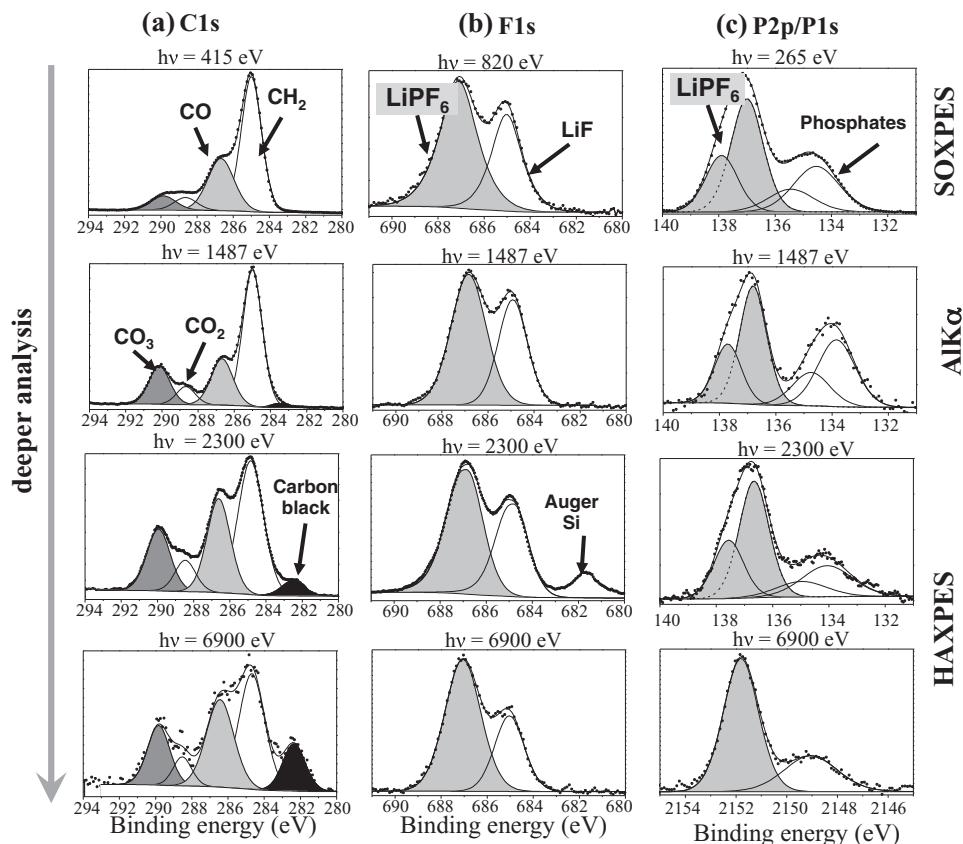 (a) C1s
(b) F1s
(c) P2p/P1s
hν = 415 eV
hν = 820 eV
hν = 265 eV
CO
CH2
LiPF6
LiF
LiPF6
Phosphates
SOXPES
294 292 290 288 286 284 282 280
690 688 686 684 682 680
140 138 136 134 132
hν = 1487 eV
hν = 1487 eV
hν = 1487 eV
CO3
CO2
AlKα
294 292 290 288 286 284 282 280
690 688 686 684 682 680
140 138 136 134 132
deeper analysis
hν = 2300 eV
hν = 2300 eV
hν = 2300 eV
Carbon
black
Auger
Si
HAXPES
294 292 290 288 286 284 282 280
690 688 686 684 682 680
140 138 136 134 132
hν = 6900 eV
hν = 6900 eV
hν = 6900 eV
294 292 290 288 286 284 282 280
690 688 686 684 682 680
2154 2152 2150 2148 2146
Binding energy (eV)
Binding energy (eV)
Binding energy (eV)